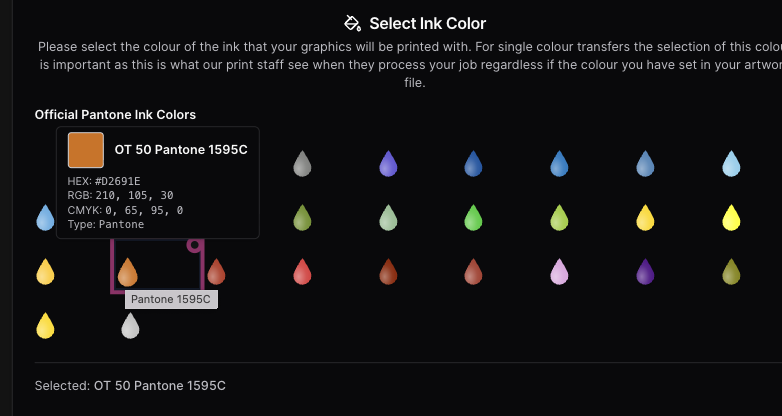 Select Ink Color
Please select the colour of the ink that your graphics will be printed with. For single colour transfers the selection of this colou
is important as this is what our print staff see when they process your job regardless if the colour you have set in your artwor
file.
Official Pantone Ink Colors
OT 50 Pantone 1595C
HEX: #D2691E
RGB: 210, 105, 30
CMYK: 0, 65, 95, 0
Type: Pantone
Pantone 1595C
Selected: OT 50 Pantone 1595C